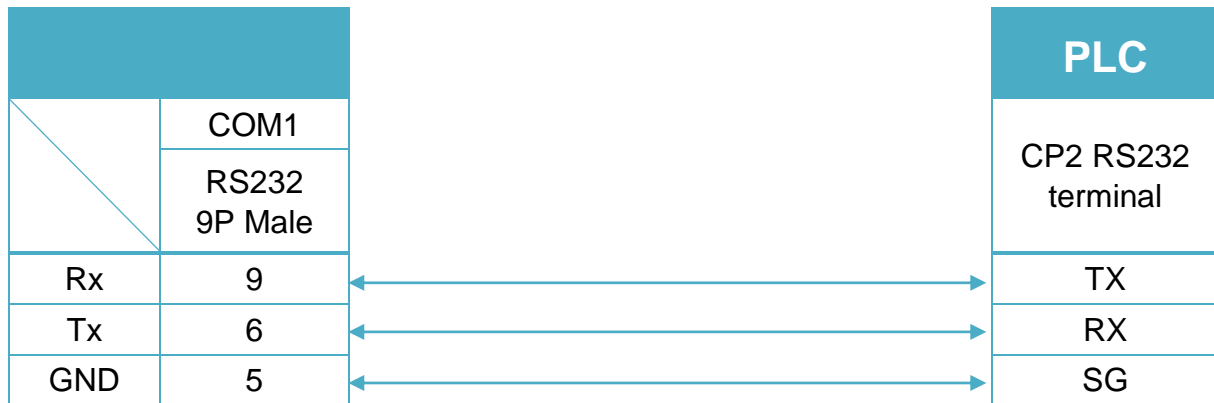 PLC
COM1
RS232
9P Male
CP2 RS232
terminal
Rx 9 TX
Tx 6 RX
GND 5 SG